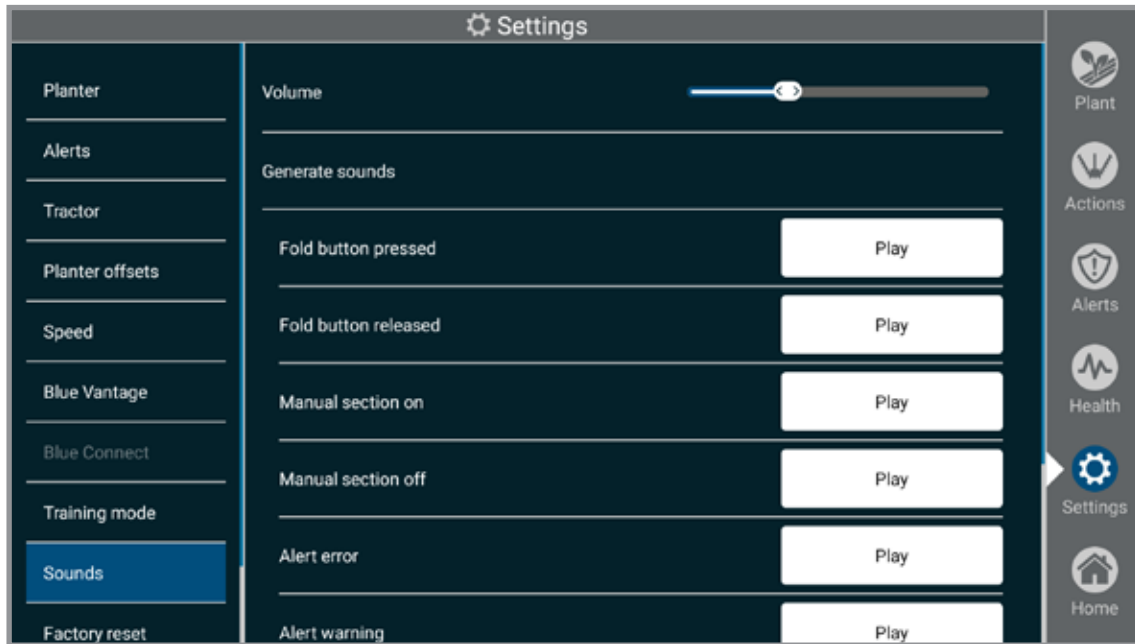 Settings
Planter
Alerts
Tractor
Planter offsets
Speed
Blue Vantage
Blue Connect
Training mode
Sounds
Factory reset
Volume
Generate sounds
Fold button pressed Play
Fold button released Play
Manual section on Play
Manual section off Play
Alert error Play
Alert warning Play
Plant
Actions
Alerts
Health
Settings
Home